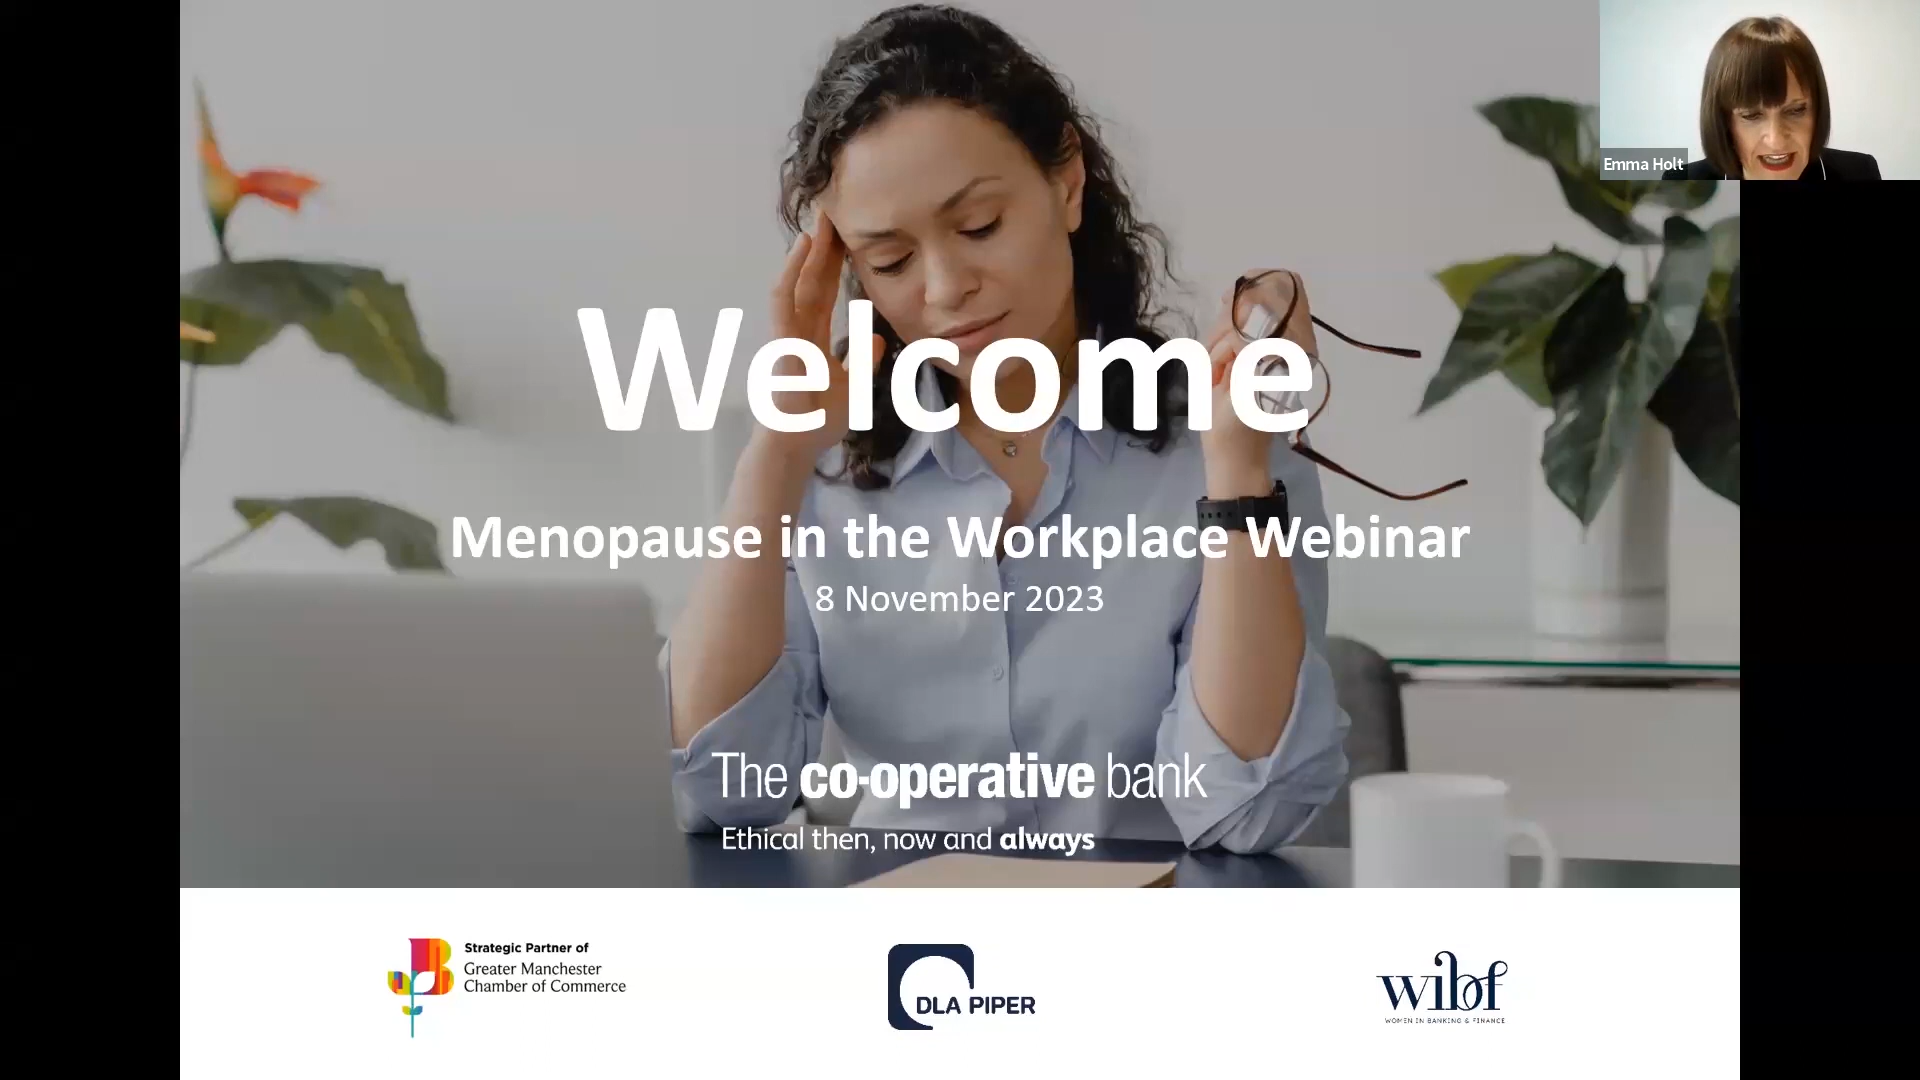 Emma Holt
Welcome
Menopause in the Workplace Webinar
8 November 2023
The co-operative bank
Ethical then, now and always
Strategic Partner of
Greater Manchester
Chamber of Commerce
DLA PIPER
wibf
WOMEN IN BANKING & FINANCE